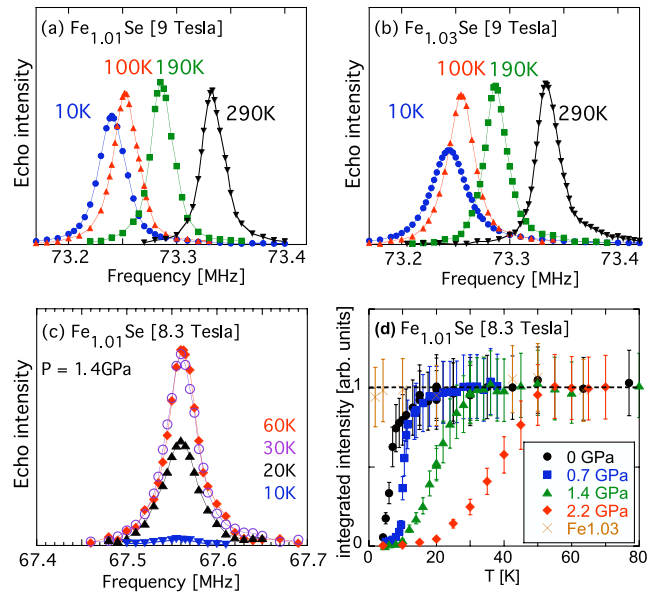 (a) Fe1.01Se [9 Tesla]
100K 190K
10K
290K
Echo intensity
73.2 73.3 73.4
Frequency [MHz]
(b) Fe1.03Se [9 Tesla]
100K 190K
10K
290K
Echo intensity
73.2 73.3 73.4
Frequency [MHz]
(c) Fe1.01Se [8.3 Tesla]
P = 1.4GPa
60K
30K
20K
10K
Echo intensity
67.4 67.5 67.6 67.7
Frequency [MHz]
(d) Fe1.01Se [8.3 Tesla]
integrated intensity [arb. units]
1
0
0 GPa
0.7 GPa
1.4 GPa
2.2 GPa
Fe1.03
0 20 40 60 80
T [K]